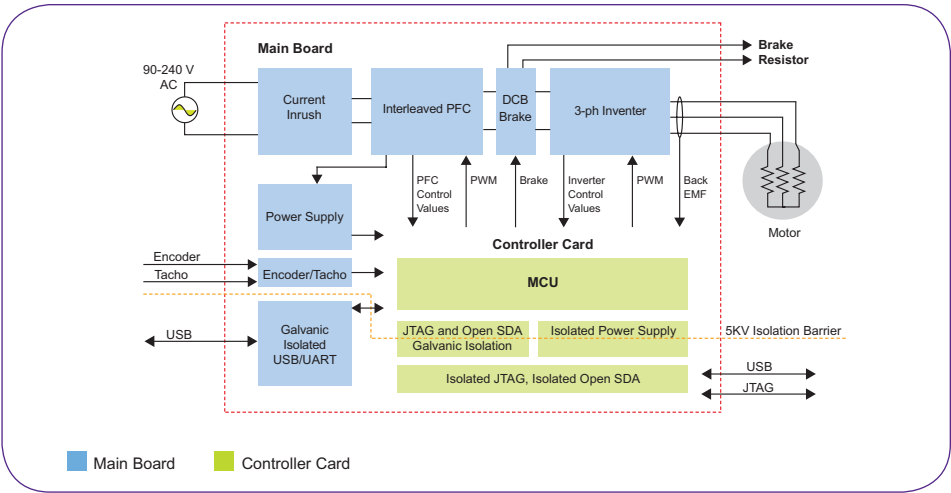 Main Board
Brake
Resistor
90-240 V
AC
Current
Inrush
Interleaved PFC
DCB
Brake
3-ph Inventer
PFC
Control
Values
PWM
Brake
Inverter
Control
Values
PWM
Back
EMF
Motor
Power Supply
Controller Card
Encoder
Tacho
Encoder/Tacho
MCU
USB
Galvanic
Isolated
USB/UART
JTAG and Open SDA
Galvanic Isolation
Isolated Power Supply
5KV Isolation Barrier
Isolated JTAG, Isolated Open SDA
USB
JTAG
Main Board
Controller Card